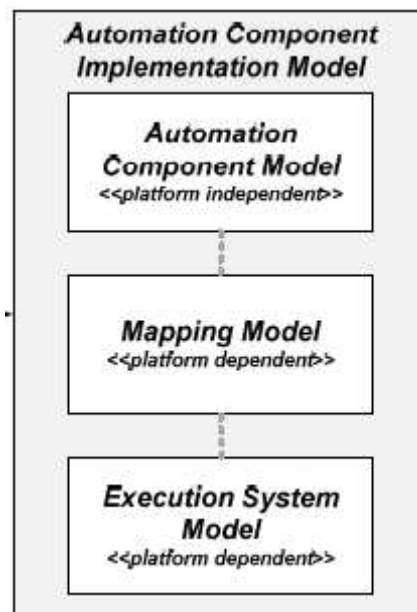 Automation Component
Implementation Model
Automation
Component Model
<<platform independent>>
Mapping Model
<<platform dependent>>
Execution System
Model
<<platform dependent>>